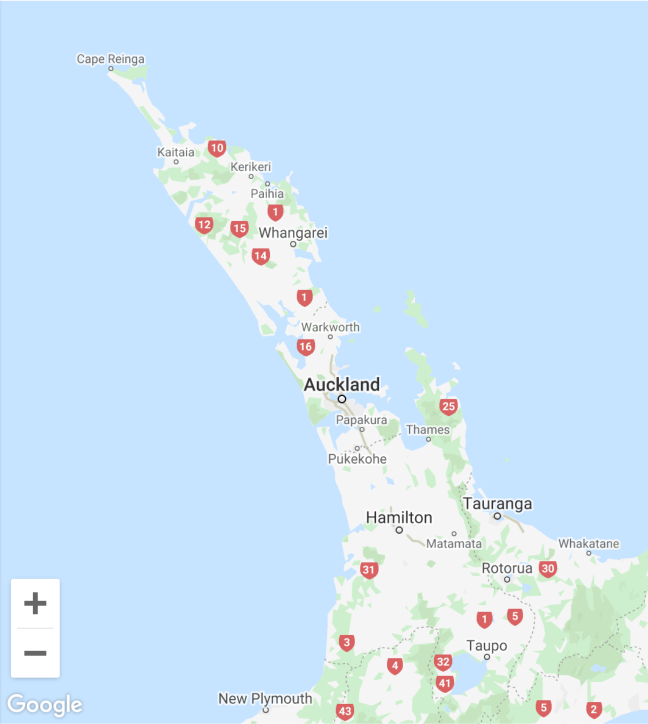 Cape Reinga
10
Kaitaia
Kerikeri
Paihia
1
12
15
Whangarei
14
1
Warkworth
16
Auckland
25
Papakura
Thames
Pukekohe
Tauranga
Hamilton
Matamata
Whakatane
31
Rotorua
30
1
5
3
Taupo
4
32
41
New Plymouth
43
5
2
+
−
Google